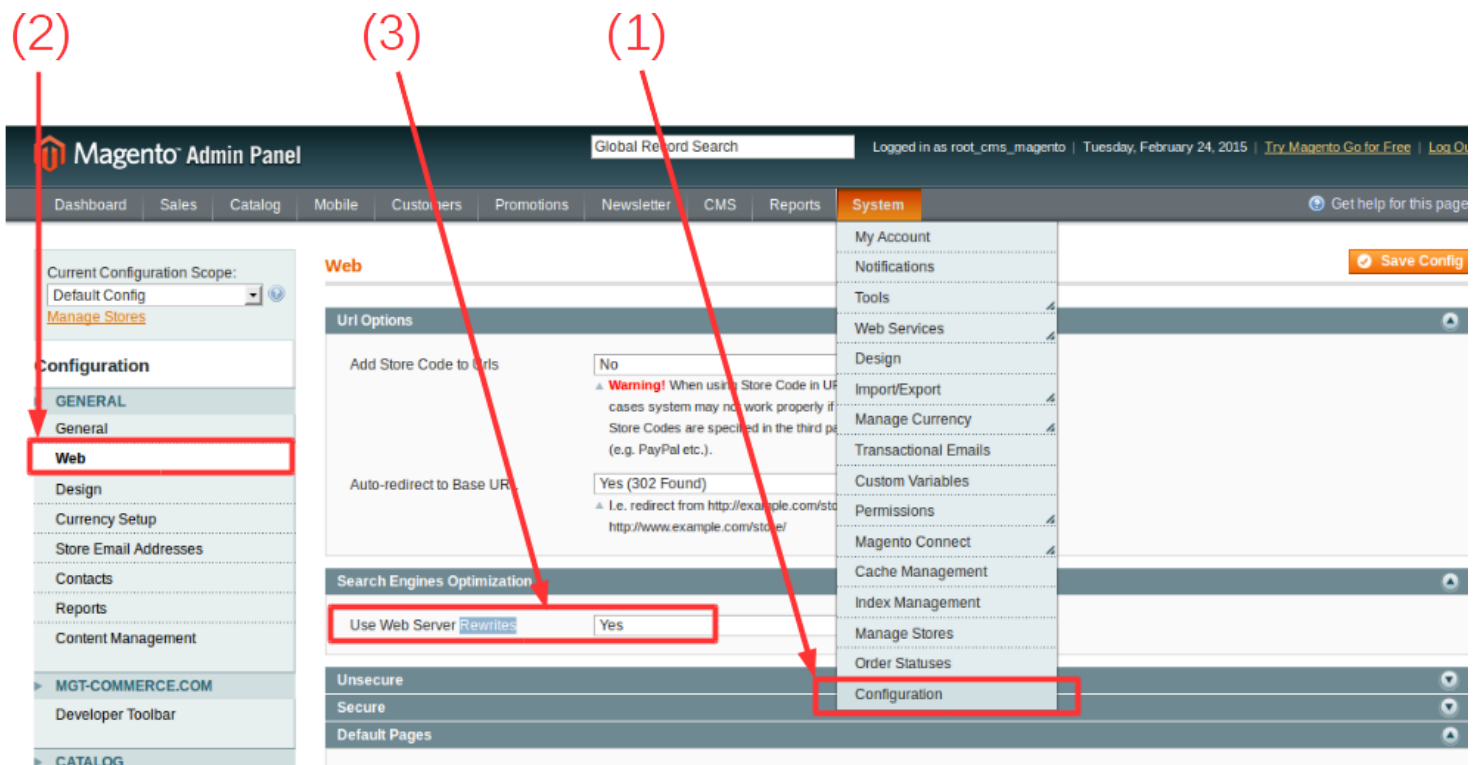 (2) (3) (1)
Magento Admin Panel
Global Record Search
Logged in as root_cms_magento | Tuesday, February 24, 2015 | Try Magento Go for Free | Log Ou
Dashboard Sales Catalog Mobile Customers Promotions Newsletter CMS Reports System
Get help for this page
Current Configuration Scope:
Default Config
Manage Stores
Configuration
GENERAL
General
Web
Design
Currency Setup
Store Email Addresses
Contacts
Reports
Content Management
MGT-COMMERCE.COM
Developer Toolbar
CATALOG
Web
Save Config
Url Options
Add Store Code to Urls
No
Warning! When using Store Code in UR
cases system may not work properly if
Store Codes are specified in the third pa
(e.g. PayPal etc.).
Auto-redirect to Base URL
Yes (302 Found)
I.e. redirect from http://example.com/sto
http://www.example.com/store/
Search Engines Optimization
Use Web Server Rewrites
Yes
Unsecure
Secure
Default Pages
My Account
Notifications
Tools
Web Services
Design
Import/Export
Manage Currency
Transactional Emails
Custom Variables
Permissions
Magento Connect
Cache Management
Index Management
Manage Stores
Order Statuses
Configuration